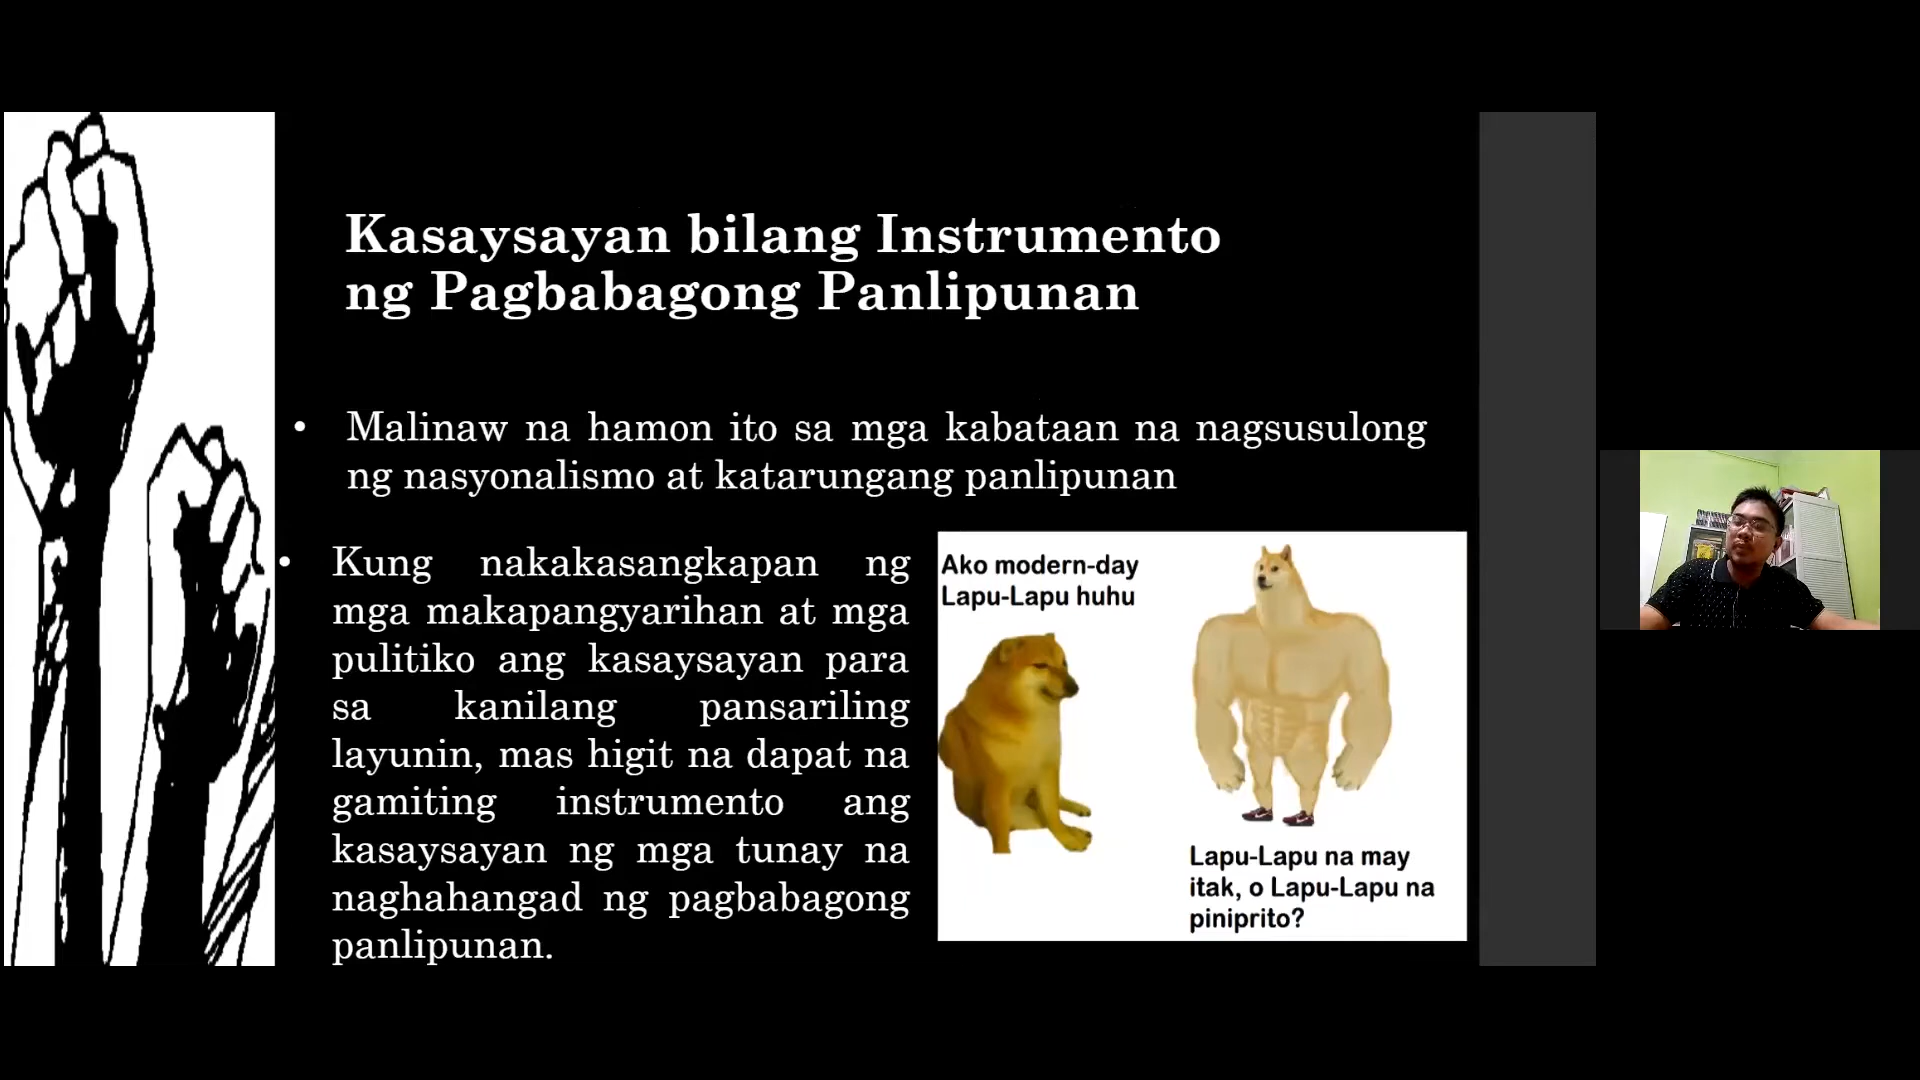 Kasaysayan bilang Instrumento
ng Pagbabagong Panlipunan
• Malinaw na hamon ito sa mga kabataan na nagsusulong
ng nasyonalismo at katarungang panlipunan
• Kung nakakasangkapan ng
mga makapangyarihan at mga
pulitiko ang kasaysayan para
sa kanilang pansariling
layunin, mas higit na dapat na
gamiting instrumento ang
kasaysayan ng mga tunay na
naghahangad ng pagbabagong
panlipunan.
Ako modern-day
Lapu-Lapu huhu
Lapu-Lapu na may
itak, o Lapu-Lapu na
piniprito?